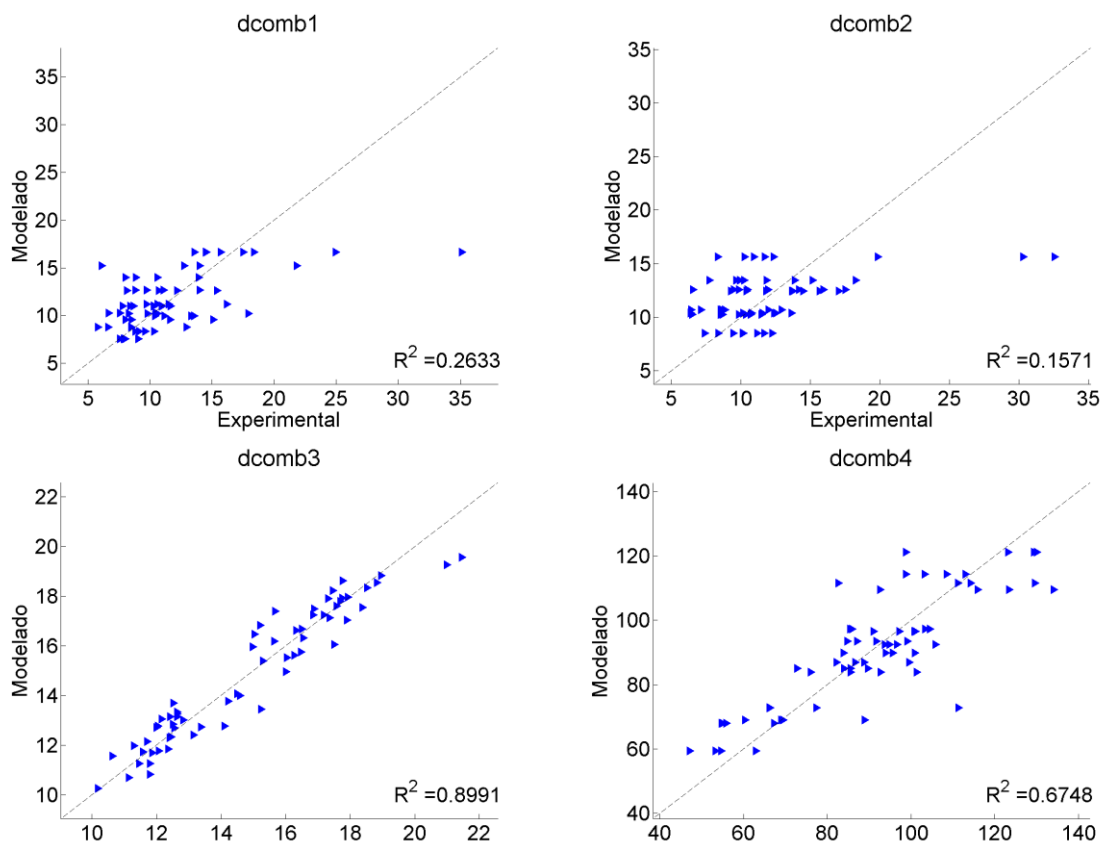 dcomb1
35
30
25
20
15
10
5
Modelado
R2 =0.2633
5 10 15 20 25 30 35
Experimental
dcomb2
35
30
25
20
15
10
5
Modelado
R2 =0.1571
5 10 15 20 25 30 35
Experimental
dcomb3
22
20
18
16
14
12
10
Modelado
R2 =0.8991
10 12 14 16 18 20 22
dcomb4
140
120
100
80
60
40
Modelado
R2 =0.6748
40 60 80 100 120 140